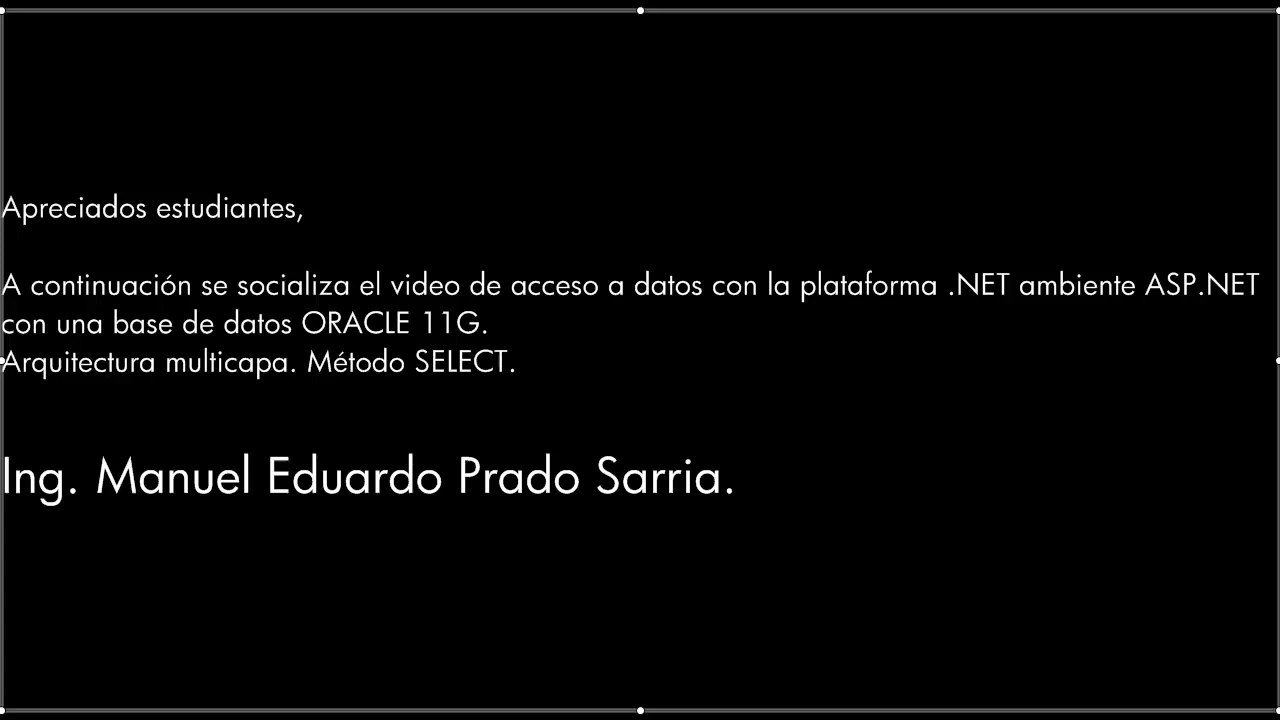 Apreciados estudiantes,
A continuación se socializa el video de acceso a datos con la plataforma .NET ambiente ASP.NET
con una base de datos ORACLE 11G.
Arquitectura multicapa. Método SELECT.
Ing. Manuel Eduardo Prado Sarria.